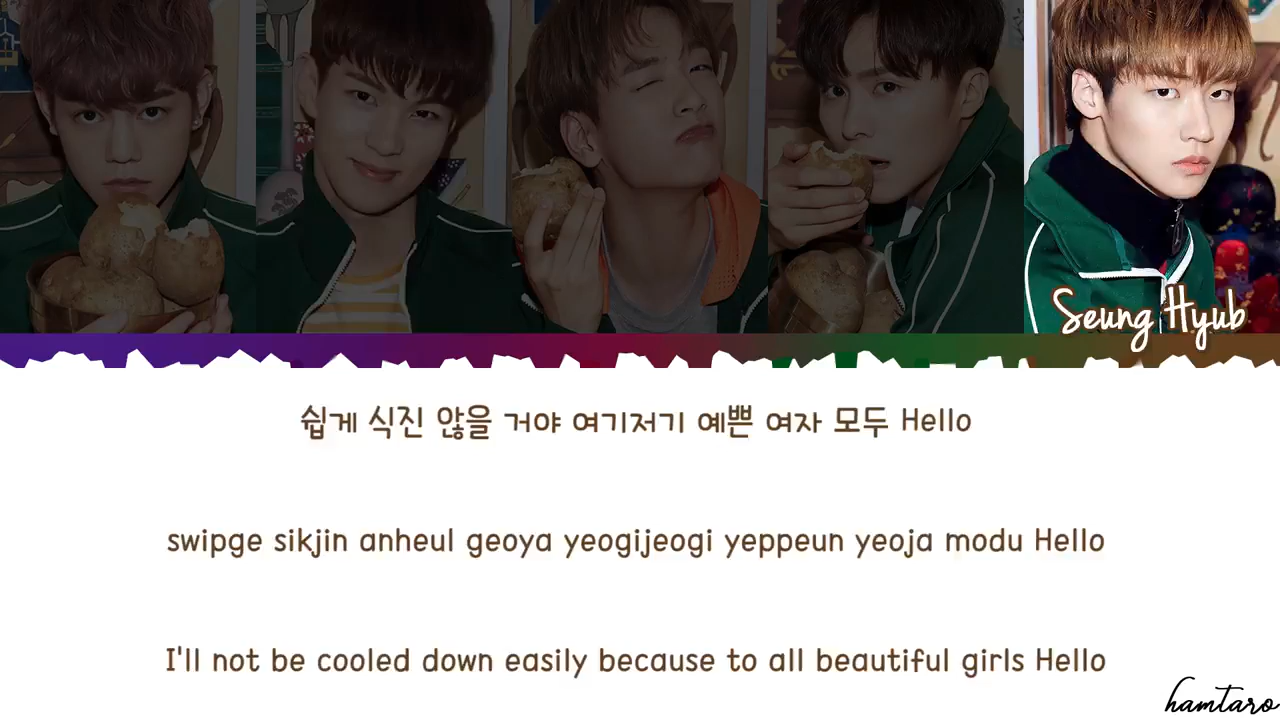 Seung Hyub
쉽게 식진 않을 거야 여기저기 예쁜 여자 모두 Hello
swipge sikjin anheul geoya yeogijeogi yeppeun yeoja modu Hello
I'll not be cooled down easily because to all beautiful girls Hello
hamtaro